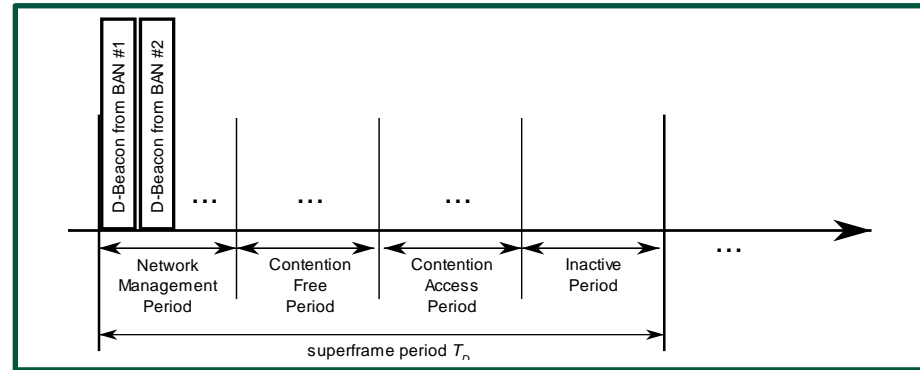 D-Beacon from BAN #1
D-Beacon from BAN #2
... ... ...
...
Network Management Period
Contention Free Period
Contention Access Period
Inactive Period
superframe period T_D